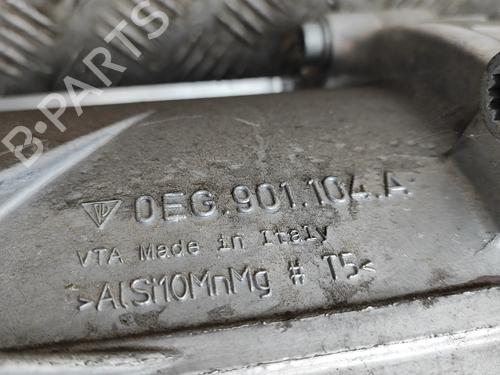 B-PARTS
0EG.901.104.A
VTA Made in Italy
>AlSi10MnMg # T5<